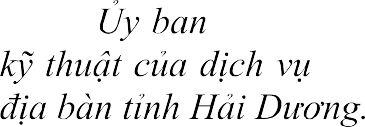 Ủy ban
kỹ thuật của dịch vụ
địa bàn tỉnh Hải Dương.